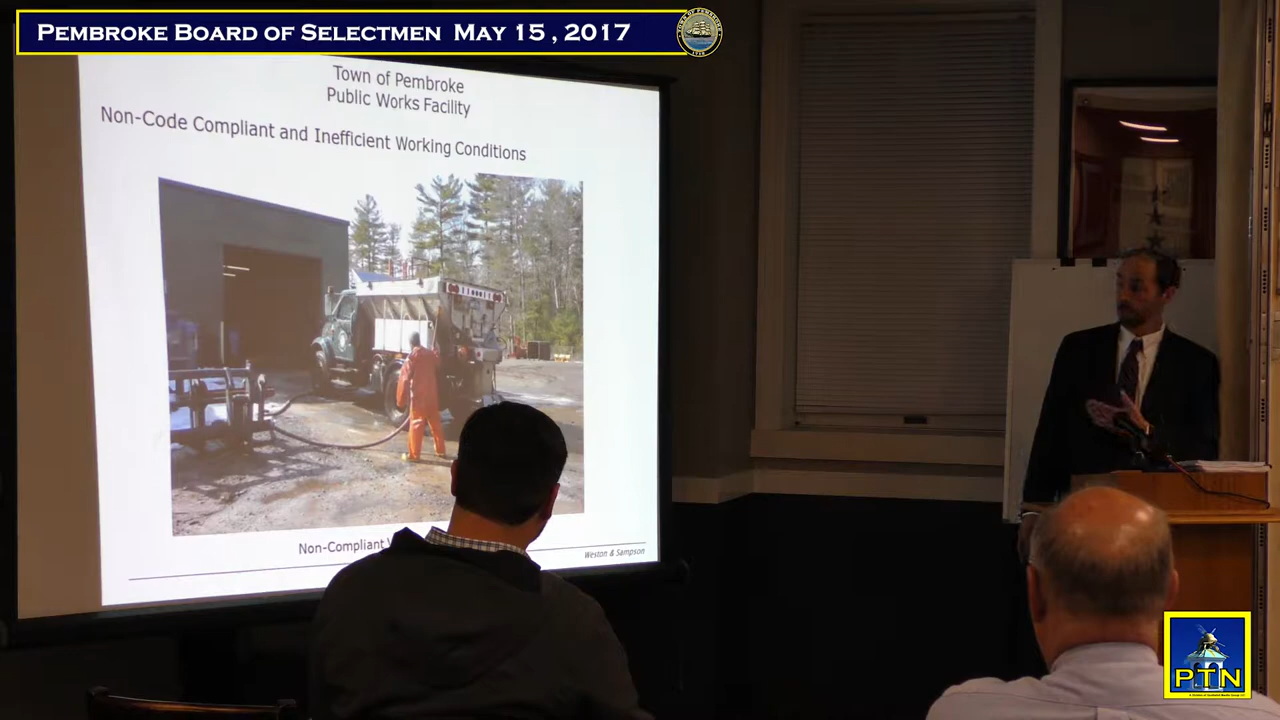 PEMBROKE BOARD OF SELECTMEN MAY 15, 2017
Town of Pembroke
Public Works Facility
Non-Code Compliant and Inefficient Working Conditions
Non-Compliant
Weston & Sampson
PTN